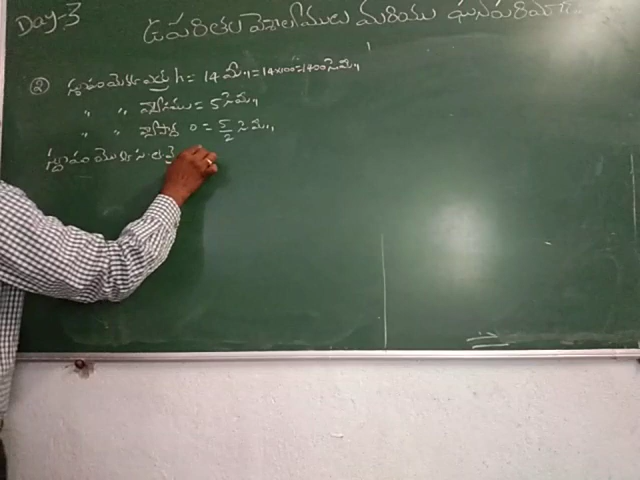 Day-3
ఉపరితల వైశాల్యములు మరియు ఘనపరిమా
② స్థూపం యొక్క ఎత్తు h = 14 మీ॥ = 14×100 = 1400 సెం.మీ॥
" " వ్యాసము = 5 సెం.మీ॥
" " వ్యాసార్థ r = 5/2 సెం.మీ॥
స్థూపం యొక్క స.త.వై